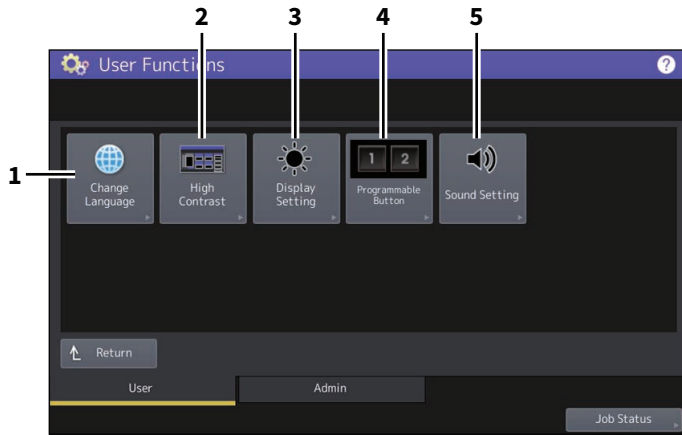 2 3 4 5
User Functions ?
1
1 2
Change
Language
High
Contrast
Display
Setting
Programmable
Button
Sound Setting
Return
User Admin
Job Status